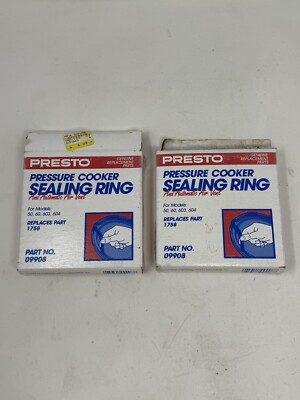 PRESTO
GENUINE
REPLACEMENT
PARTS
PRESSURE COOKER
SEALING RING
Plus Automatic Air Vent
For Models:
50, 60, 603, 604
REPLACES PART
1758
PART NO.
09908
PRESTO
GENUINE
REPLACEMENT
PARTS
PRESSURE COOKER
SEALING RING
Plus Automatic Air Vent
For Models:
50, 60, 603, 604
REPLACES PART
1758
PART NO.
09908